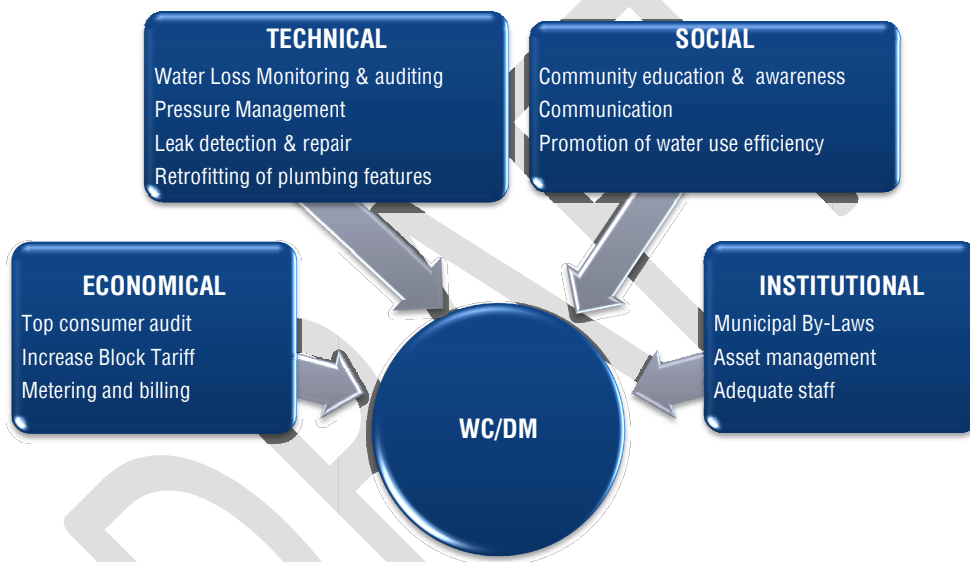 TECHNICAL
Water Loss Monitoring & auditing
Pressure Management
Leak detection & repair
Retrofitting of plumbing features
SOCIAL
Community education & awareness
Communication
Promotion of water use efficiency
ECONOMICAL
Top consumer audit
Increase Block Tariff
Metering and billing
INSTITUTIONAL
Municipal By-Laws
Asset management
Adequate staff
WC/DM